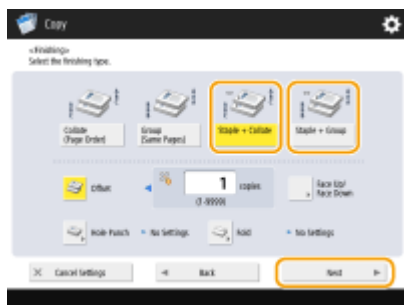 Copy
<Finishing>
Select the finishing type.
Collate
(Page Order)
Group
(Same Pages)
Staple + Collate
Staple + Group
Offset
1
copies
(1-9999)
Face Up/
Face Down
Hole Punch
No Settings
Fold
No Settings
Cancel Settings
Back
Next